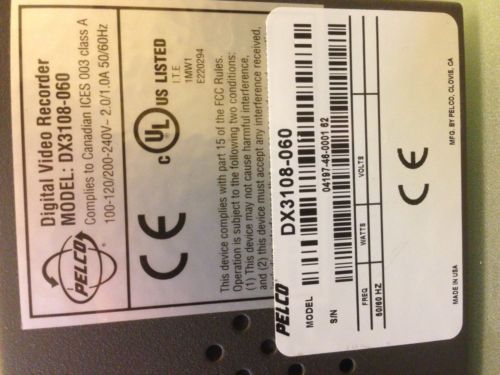 PELCO
Digital Video Recorder
MODEL: DX3108-060
Complies to Canadian ICES 003 class A
100-120/200-240V~ 2.0/1.0A 50/60Hz
CE
C UL US LISTED
I.T.E.
1MW1
E220294
This device complies with part 15 of the FCC Rules.
Operation is subject to the following two conditions:
(1) This device may not cause harmful interference,
and (2) this device must accept any interference received,
PELCO
MODEL DX3108-060
S/N 04197-46-0001 62
FREQ. WATTS VOLTS
50/60 HZ
CE
MADE IN USA MFG. BY PELCO, CLOVIS, CA